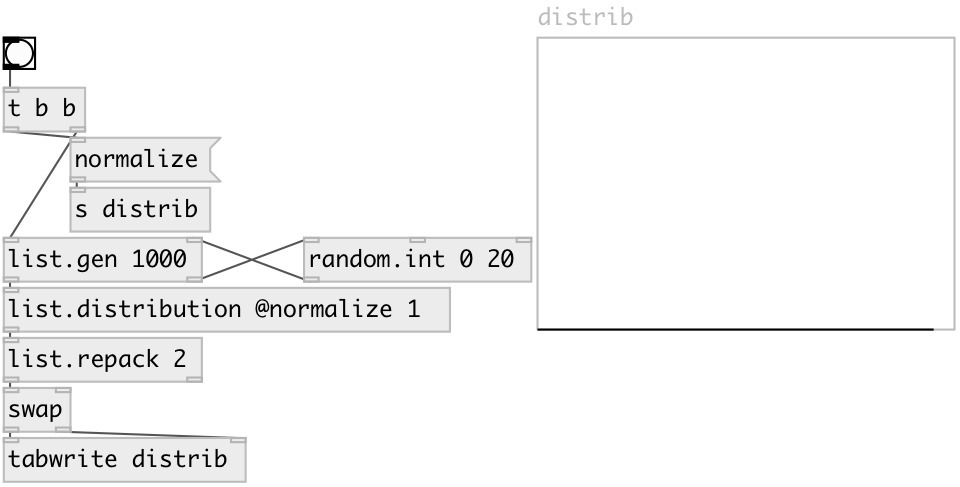 distrib
t b b
normalize
s distrib
list.gen 1000
random.int 0 20
list.distribution @normalize 1
list.repack 2
swap
tabwrite distrib